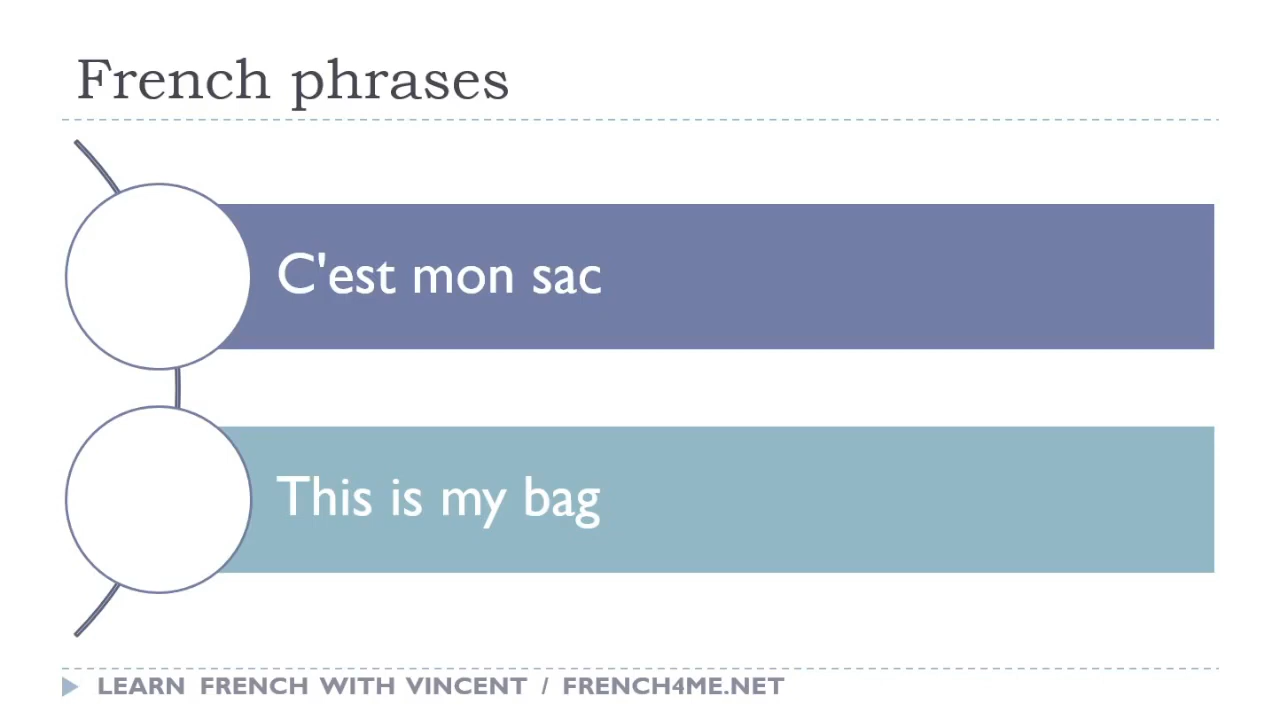 French phrases
C'est mon sac
This is my bag
LEARN FRENCH WITH VINCENT / FRENCH4ME.NET